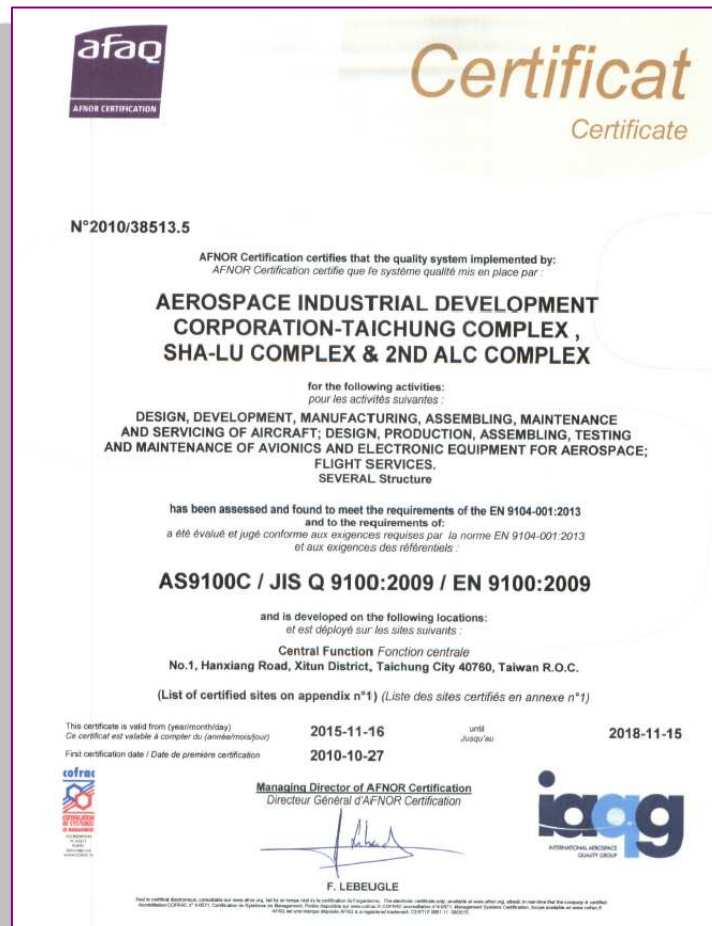 afaq
AFNOR CERTIFICATION
Certificat
Certificate
N°2010/38513.5
AFNOR Certification certifies that the quality system implemented by:
AFNOR Certification certifie que le système qualité mis en place par :
AEROSPACE INDUSTRIAL DEVELOPMENT
CORPORATION-TAICHUNG COMPLEX ,
SHA-LU COMPLEX & 2ND ALC COMPLEX
for the following activities:
pour les activités suivantes :
DESIGN, DEVELOPMENT, MANUFACTURING, ASSEMBLING, MAINTENANCE
AND SERVICING OF AIRCRAFT; DESIGN, PRODUCTION, ASSEMBLING, TESTING
AND MAINTENANCE OF AVIONICS AND ELECTRONIC EQUIPMENT FOR AEROSPACE;
FLIGHT SERVICES.
SEVERAL Structure
has been assessed and found to meet the requirements of the EN 9104-001:2013
and to the requirements of:
a été évalué et jugé conforme aux exigences requises par la norme EN 9104-001:2013
et aux exigences des référentiels :
AS9100C / JIS Q 9100:2009 / EN 9100:2009
and is developed on the following locations:
et est déployé sur les sites suivants :
Central Function Fonction centrale
No.1, Hanxiang Road, Xitun District, Taichung City 40760, Taiwan R.O.C.
(List of certified sites on appendix n°1) (Liste des sites certifiés en annexe n°1)
This certificate is valid from (year/month/day)
Ce certificat est valable à compter du (année/mois/jour)
2015-11-16
until
Jusqu'au
2018-11-15
First certification date / Date de première certification
2010-10-27
cofrac
CERTIFICATION
DE SYSTEMES
DE MANAGEMENT
Managing Director of AFNOR Certification
Directeur Général d'AFNOR Certification
F. LEBEUGLE
iaqg
INTERNATIONAL AEROSPACE
QUALITY GROUP